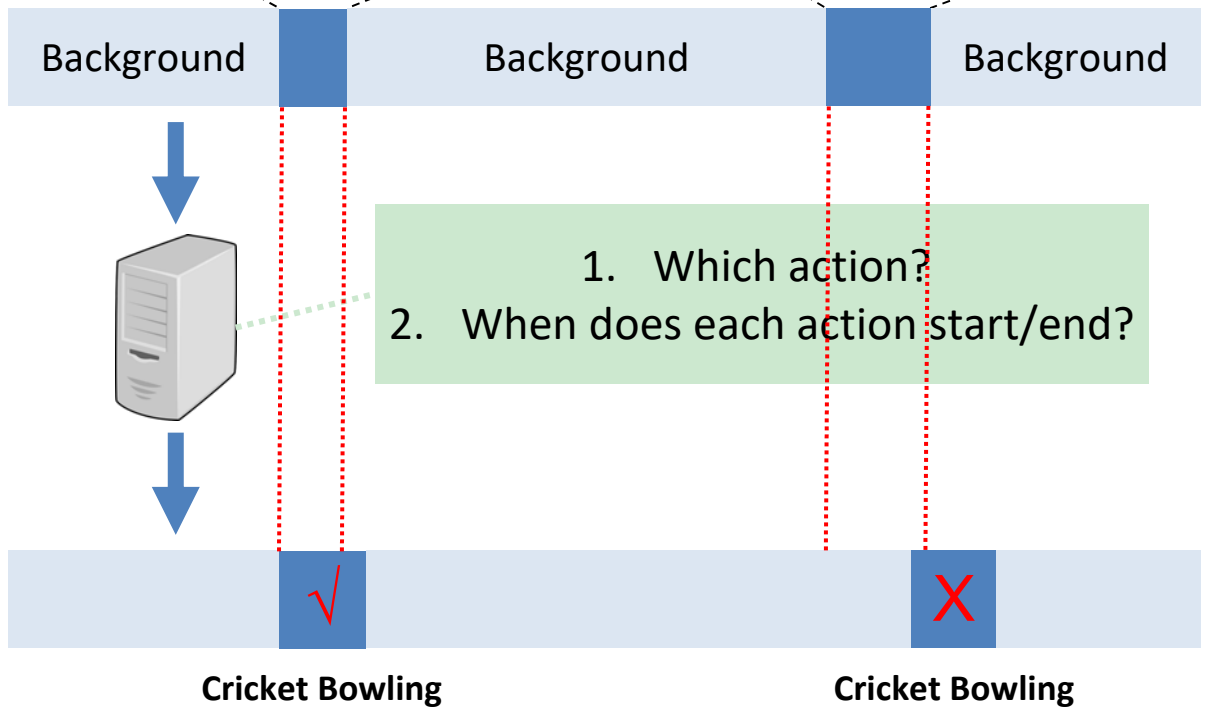 Background Background Background
1. Which action?
2. When does each action start/end?
√ X
Cricket Bowling Cricket Bowling